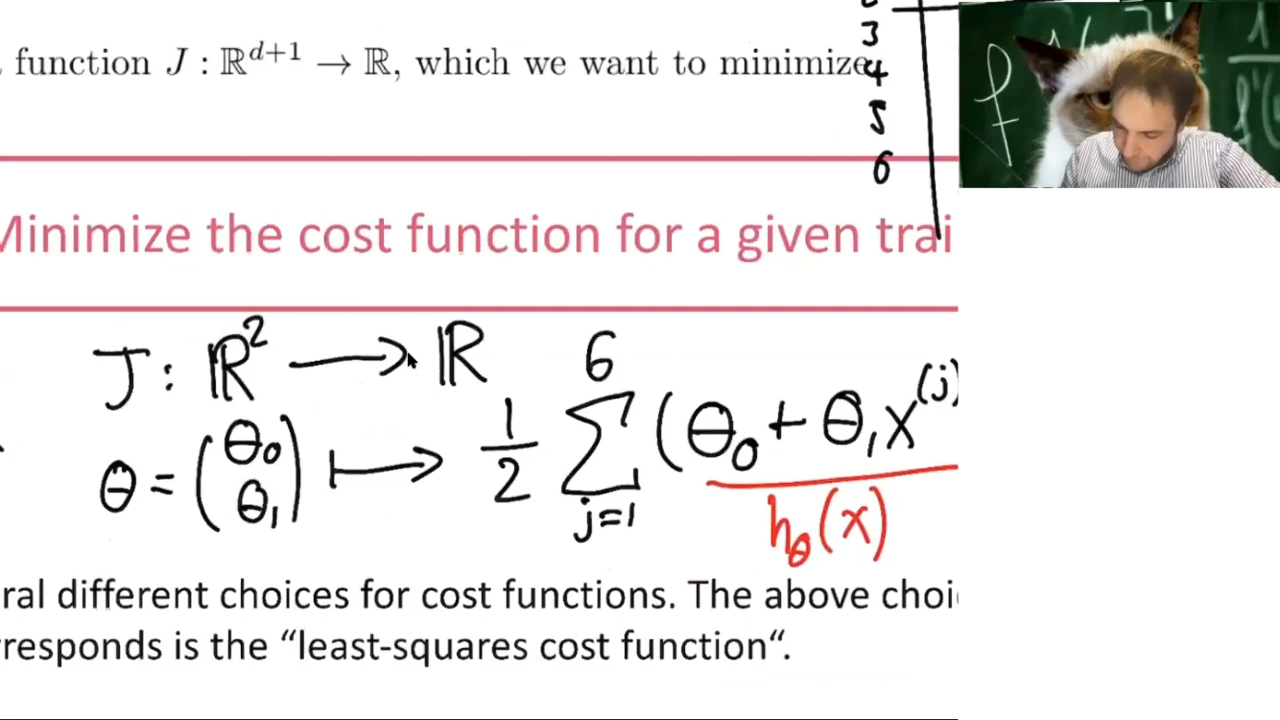 function J : ℝᵈ⁺¹ → ℝ, which we want to minimize
3
4
5
6
Minimize the cost function for a given trai
J : ℝ² ⟶ ℝ
θ = (θ₀ θ₁) ⟼ 1/2 ∑_{j=1}^{6} (θ₀ + θ₁x^{(j)}
h_θ(x)
ral different choices for cost functions. The above choi
responds is the “least-squares cost function“.